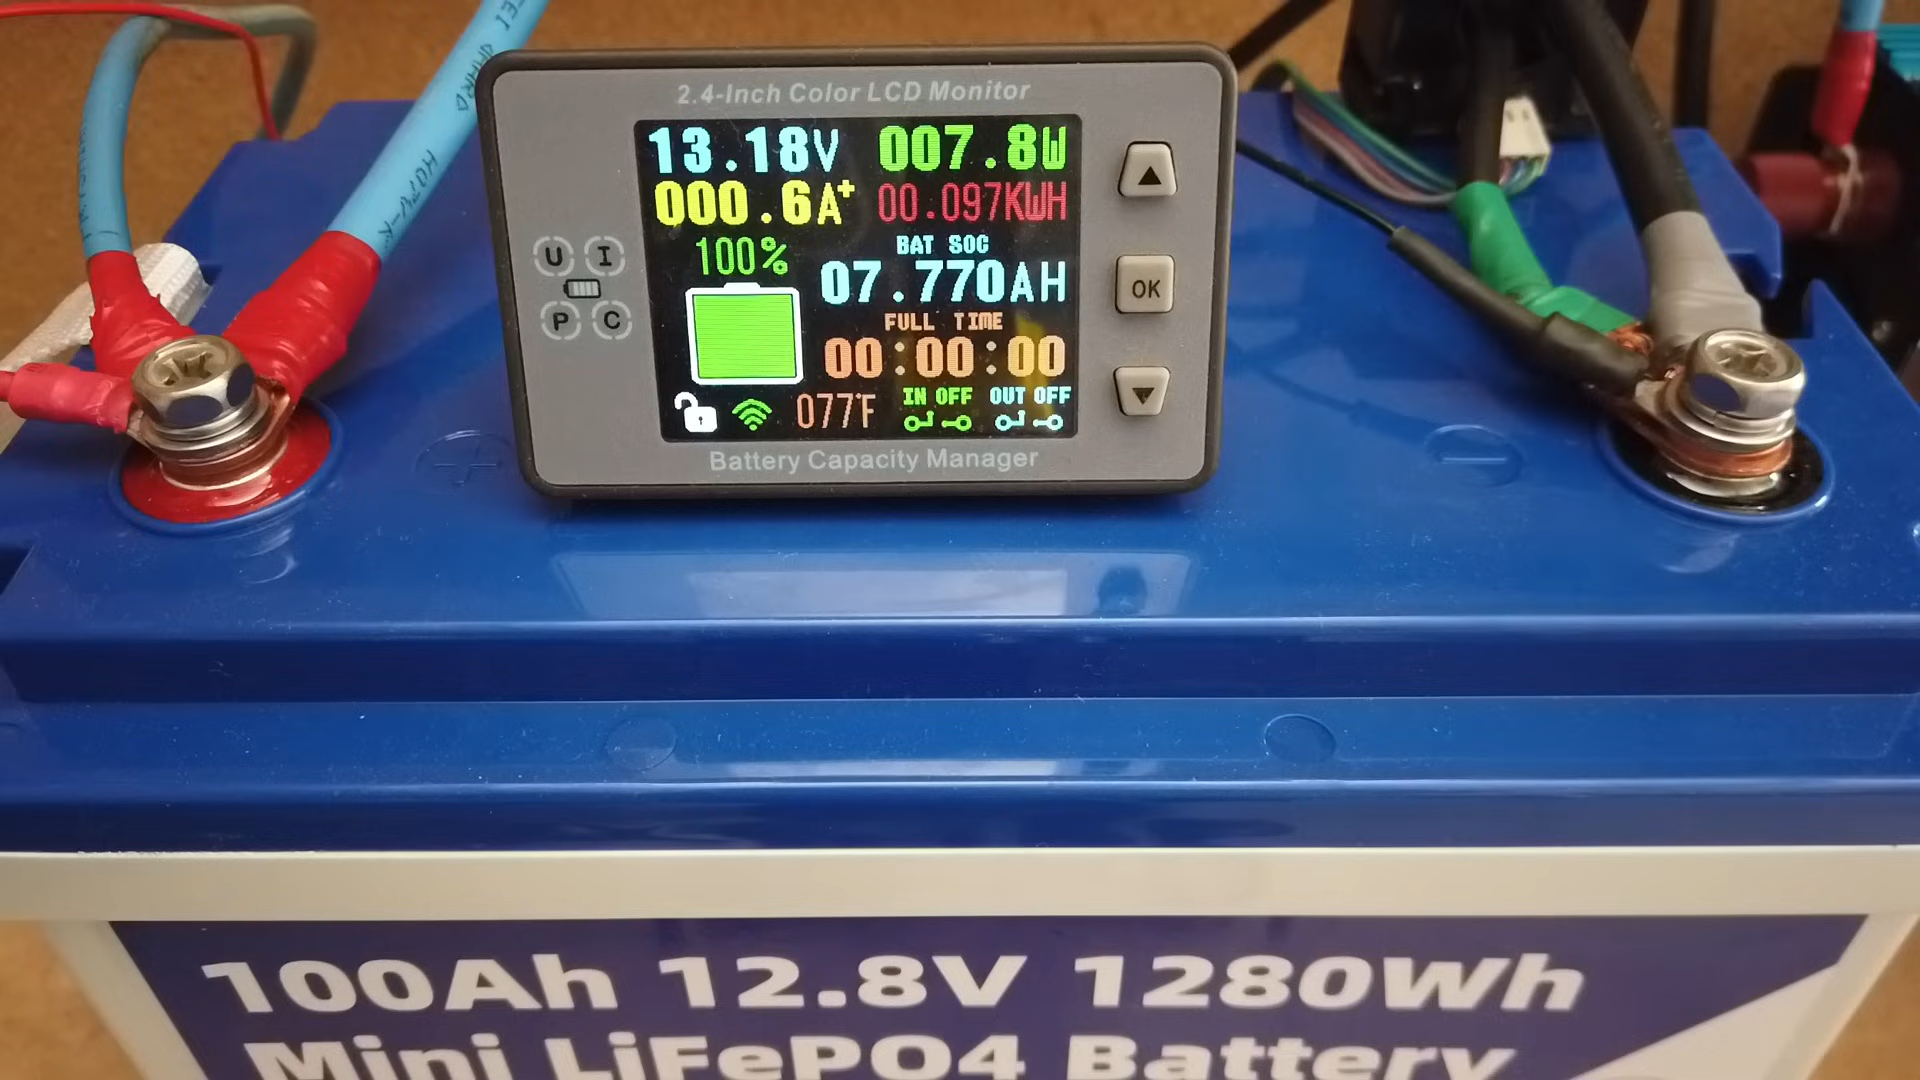 2.4-Inch Color LCD Monitor
13.18V 007.8W
000.6A+ 00.097KWH
100% BAT SOC
07.770AH
FULL TIME
00:00:00
077°F IN OFF OUT OFF
U I
P C
OK
Battery Capacity Manager
100Ah 12.8V 1280Wh
Mini LiFePO4 Battery